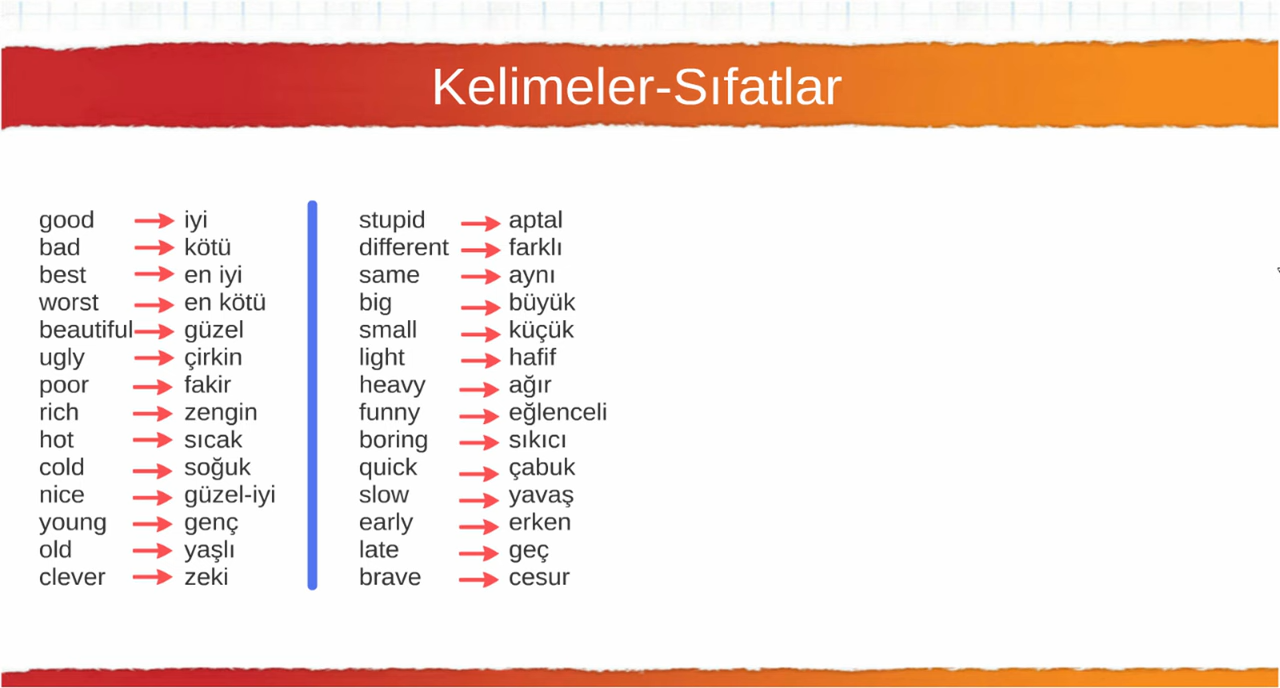 Kelimeler-Sıfatlar
good iyi
bad kötü
best en iyi
worst en kötü
beautiful güzel
ugly çirkin
poor fakir
rich zengin
hot sıcak
cold soğuk
nice güzel-iyi
young genç
old yaşlı
clever zeki
stupid aptal
different farklı
same aynı
big büyük
small küçük
light hafif
heavy ağır
funny eğlenceli
boring sıkıcı
quick çabuk
slow yavaş
early erken
late geç
brave cesur